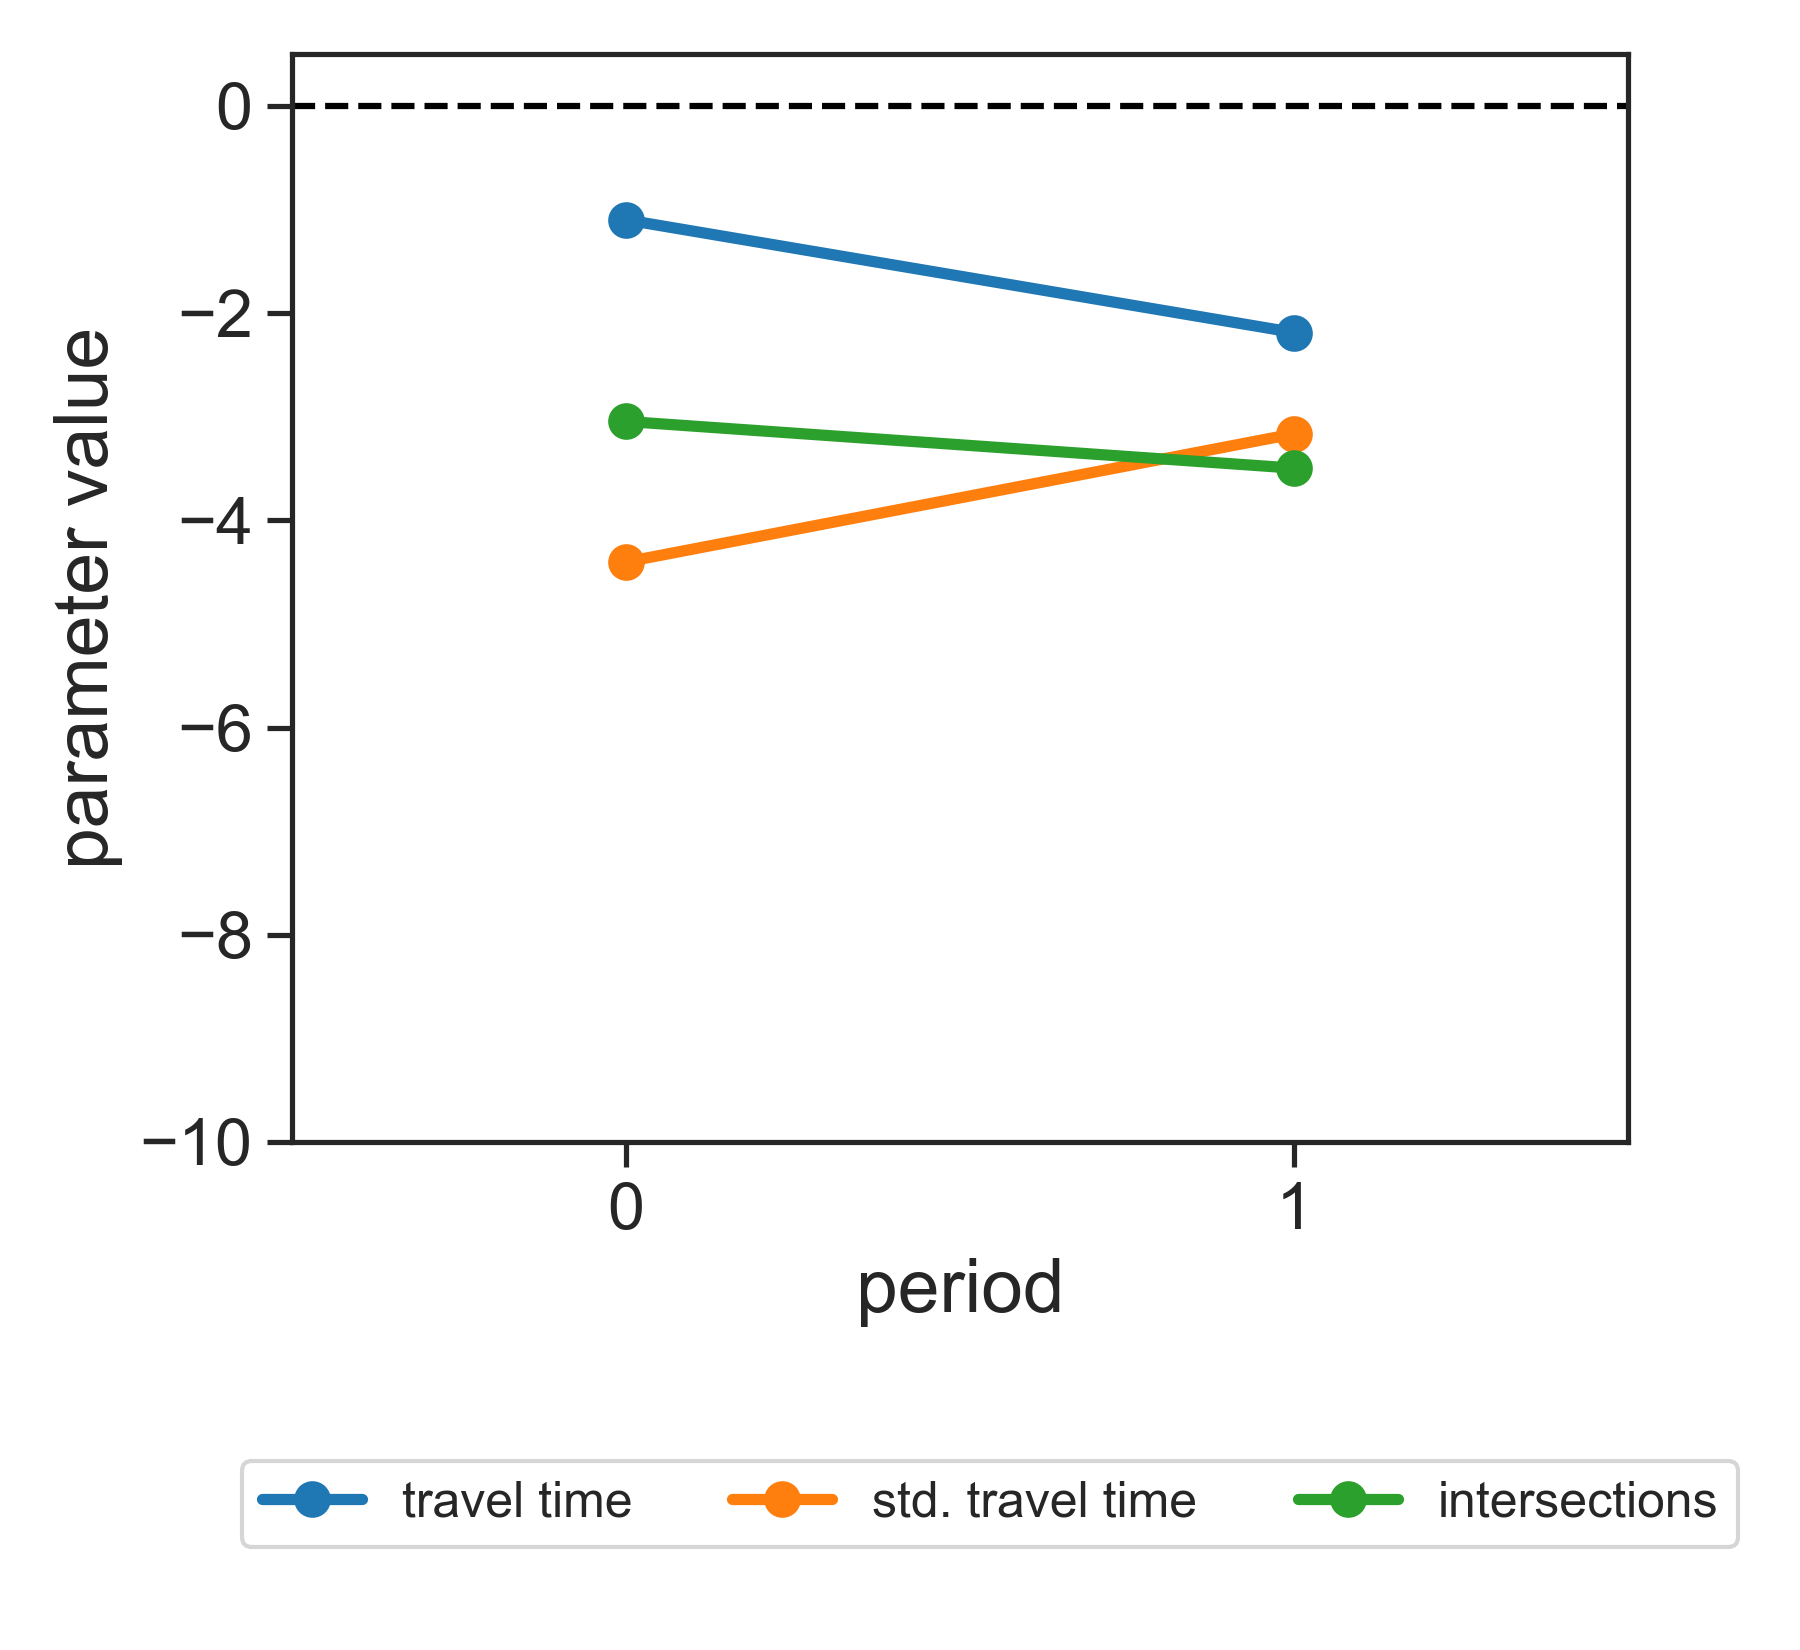 parameter value
0
−2
−4
−6
−8
−10
0 1
period
travel time std. travel time intersections